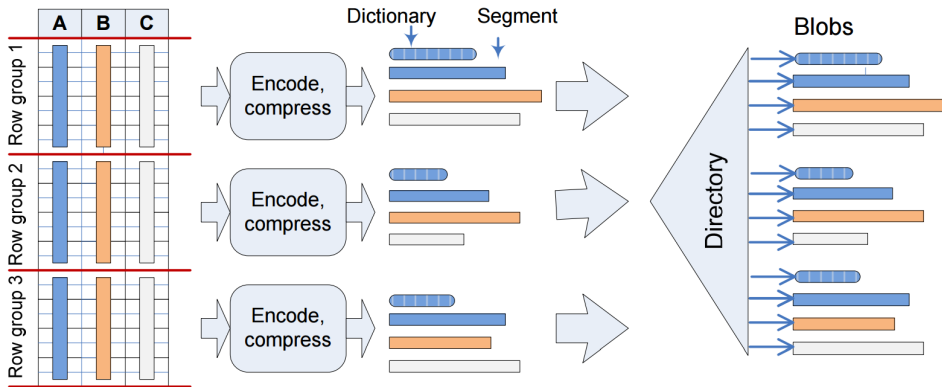 A B C
Dictionary
Segment
Blobs
Row group 1
Encode,
compress
Row group 2
Encode,
compress
Directory
Row group 3
Encode,
compress